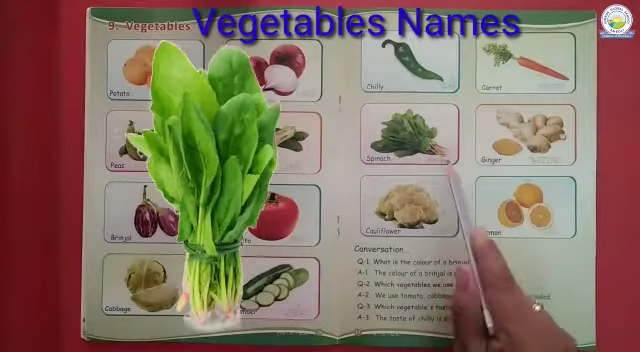 Vegetables Names
9. Vegetables
Potato
Peas
Brinjal
Cabbage
Chilly
Carrot
Spinach
Ginger
Cauliflower
Conversation...
Q-1. What is the colour of a brinjal
A-1. The colour of a brinjal is
Q-2. Which vegetables we use
A-2. We use tomato, cabbage
Q-3. Which vegetable's taste
A-3. The taste of chilly is